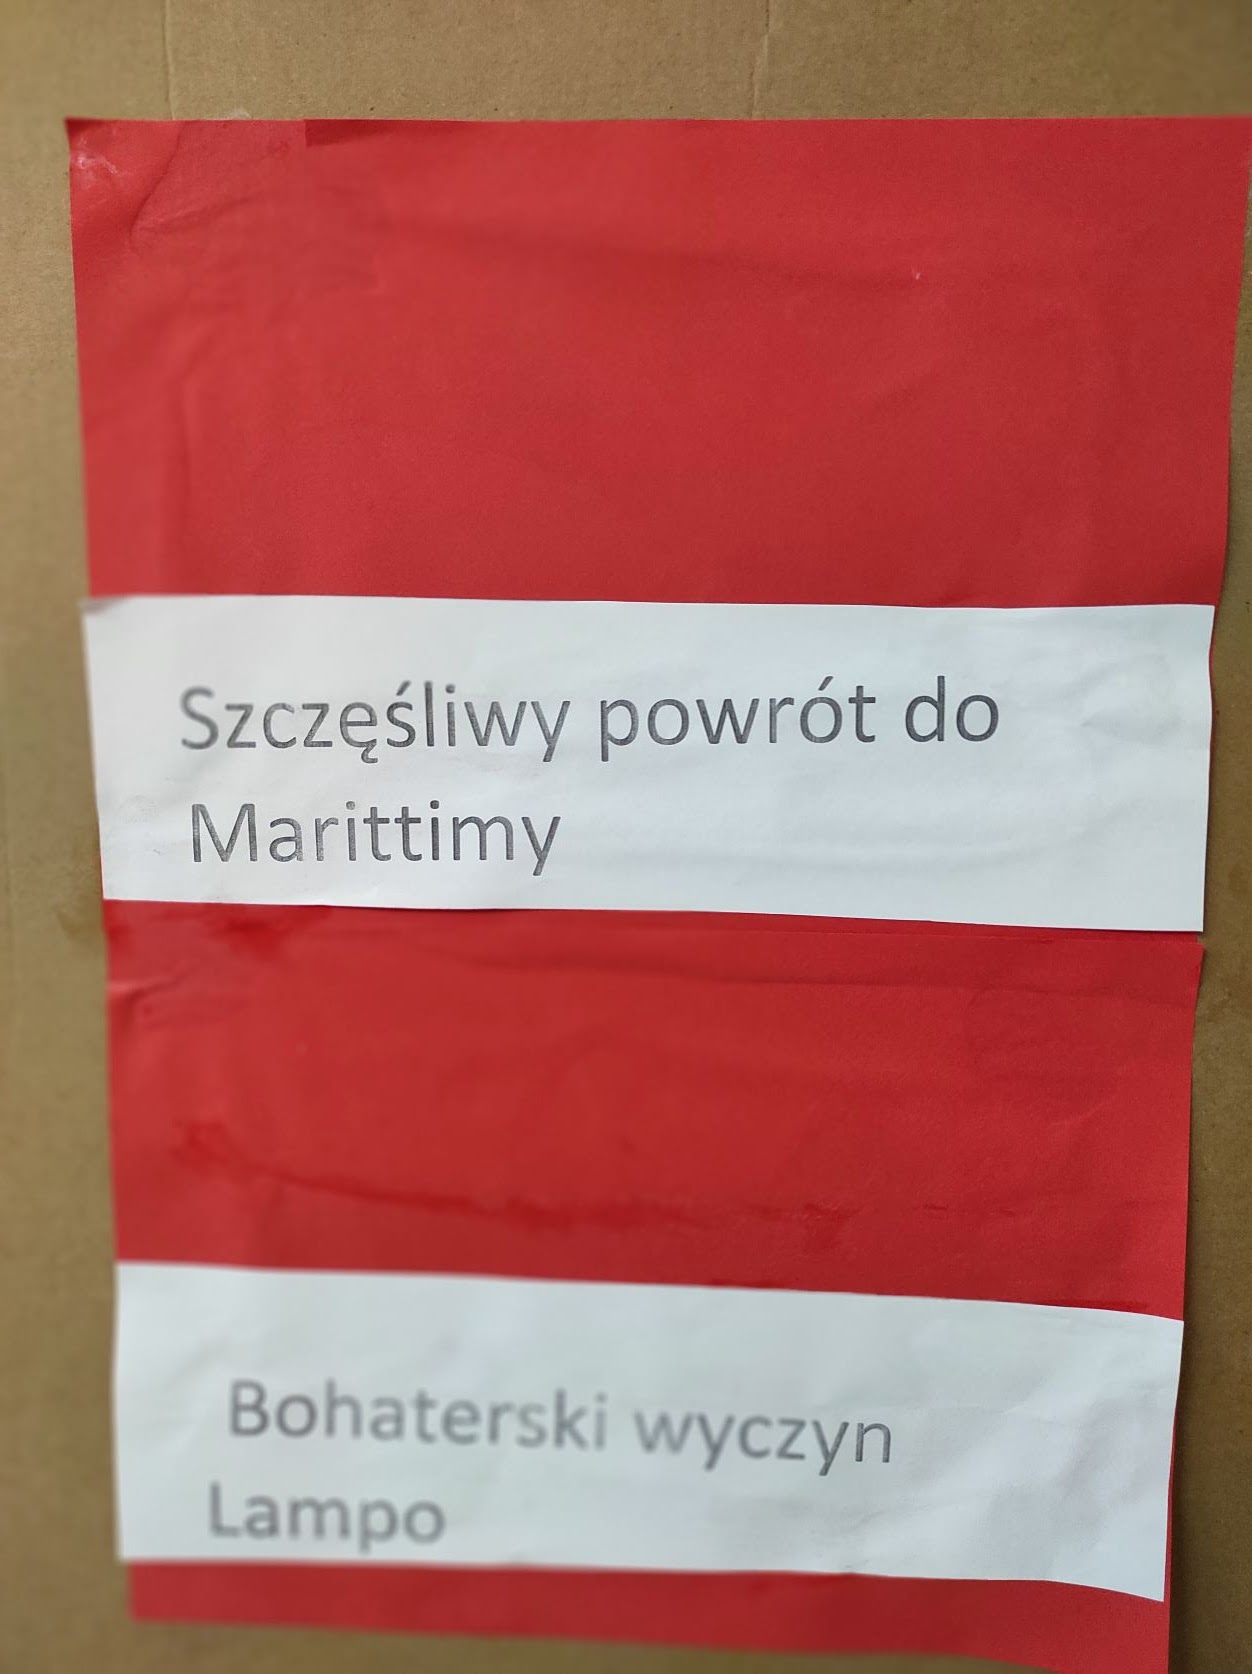 Szczęśliwy powrót do
Marittimy
Bohaterski wyczyn
Lampo